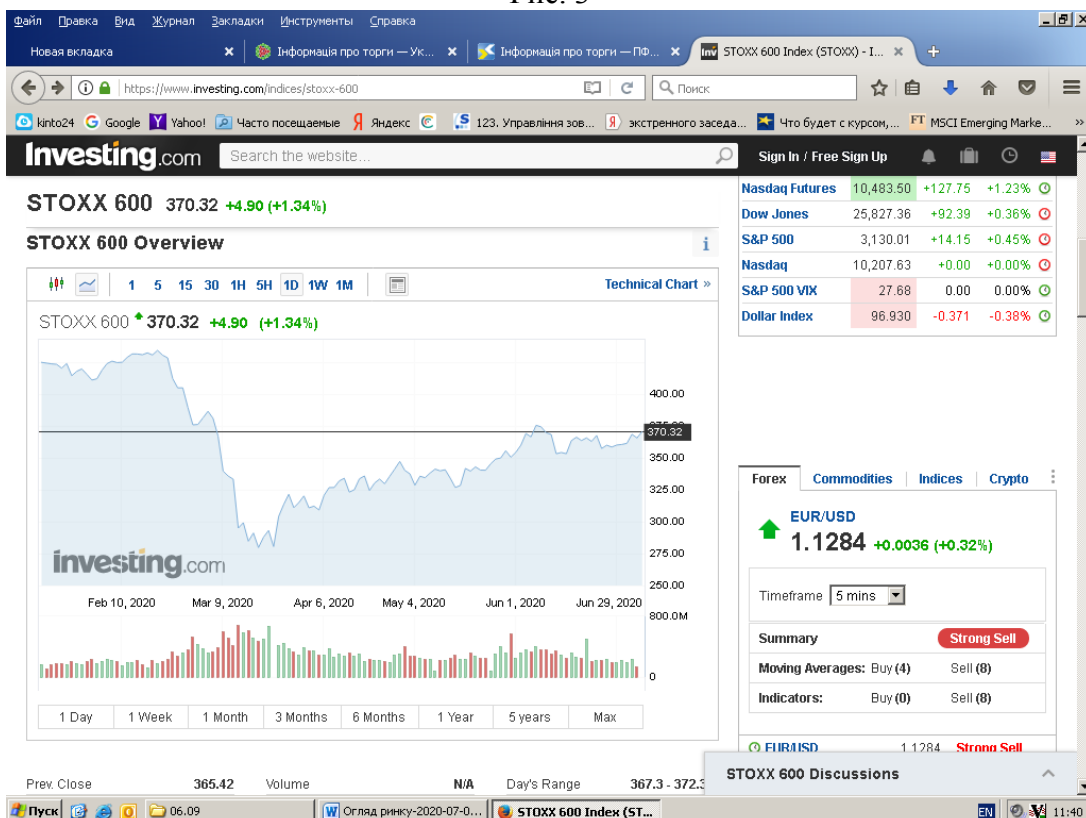 Файл Правка Вид Журнал Закладки Инструменты Справка
Новая вкладка × Інформація про торги — Ук... × Інформація про торги — ПФ... × Inv STOXX 600 Index (STOXX) - I... × +
https://www.investing.com/indices/stoxx-600 Поиск
kinto24 Google Yahoo! Часто посещаемые Яндекс 123. Управління зов... экстренного заседа... Что будет с курсом,... FT MSCI Emerging Marke... »
Investing.com Search the website... Sign In / Free Sign Up
STOXX 600 370.32 +4.90 (+1.34%)
STOXX 600 Overview i
1 5 15 30 1H 5H 1D 1W 1M Technical Chart »
STOXX 600 370.32 +4.90 (+1.34%)
400.00
370.32
350.00
325.00
300.00
275.00
250.00
investing.com
Feb 10, 2020 Mar 9, 2020 Apr 6, 2020 May 4, 2020 Jun 1, 2020 Jun 29, 2020
800.0M
0
1 Day 1 Week 1 Month 3 Months 6 Months 1 Year 5 years Max
Prev. Close 365.42 Volume N/A Day's Range 367.3 - 372.3
Nasdaq Futures 10,483.50 +127.75 +1.23%
Dow Jones 25,827.36 +92.39 +0.36%
S&P 500 3,130.01 +14.15 +0.45%
Nasdaq 10,207.63 +0.00 +0.00%
S&P 500 VIX 27.68 0.00 0.00%
Dollar Index 96.930 -0.371 -0.38%
Forex Commodities Indices Crypto
EUR/USD
1.1284 +0.0036 (+0.32%)
Timeframe 5 mins
Summary Strong Sell
Moving Averages: Buy (4) Sell (8)
Indicators: Buy (0) Sell (8)
EUR/USD 1.1284 Strong Sell
STOXX 600 Discussions
Пуск 06.09 Огляд ринку-2020-07-0... STOXX 600 Index (ST... EN 11:40